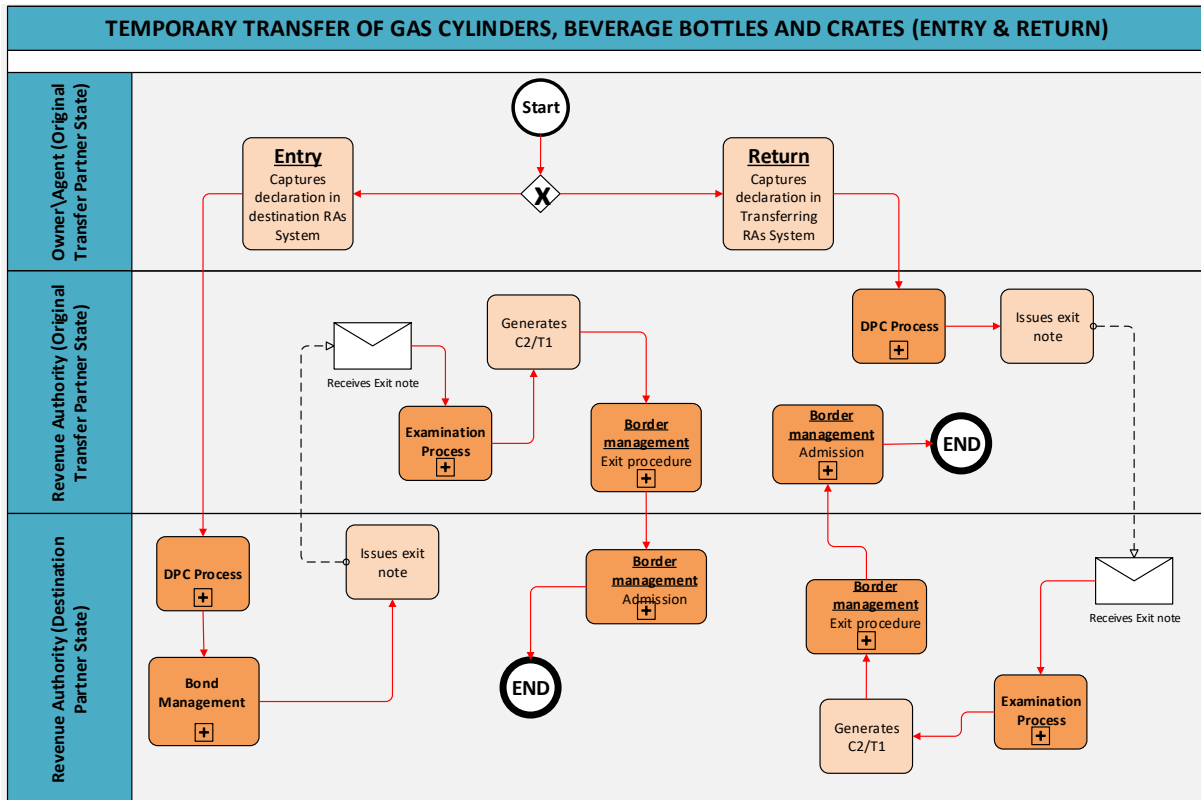 TEMPORARY TRANSFER OF GAS CYLINDERS, BEVERAGE BOTTLES AND CRATES (ENTRY & RETURN)
Owner\Agent (Original
Transfer Partner State)
Start
Entry
Captures
declaration in
destination RAs
System
X
Return
Captures
declaration in
Transferring
RAs System
Revenue Authority (Original
Transfer Partner State)
Receives Exit note
Generates
C2/T1
Examination
Process
Border
management
Exit procedure
DPC Process
Issues exit
note
Border
management
Admission
END
Revenue Authority (Destination
Partner State)
DPC Process
Bond
Management
Issues exit
note
Border
management
Admission
END
Border
management
Exit procedure
Generates
C2/T1
Receives Exit note
Examination
Process